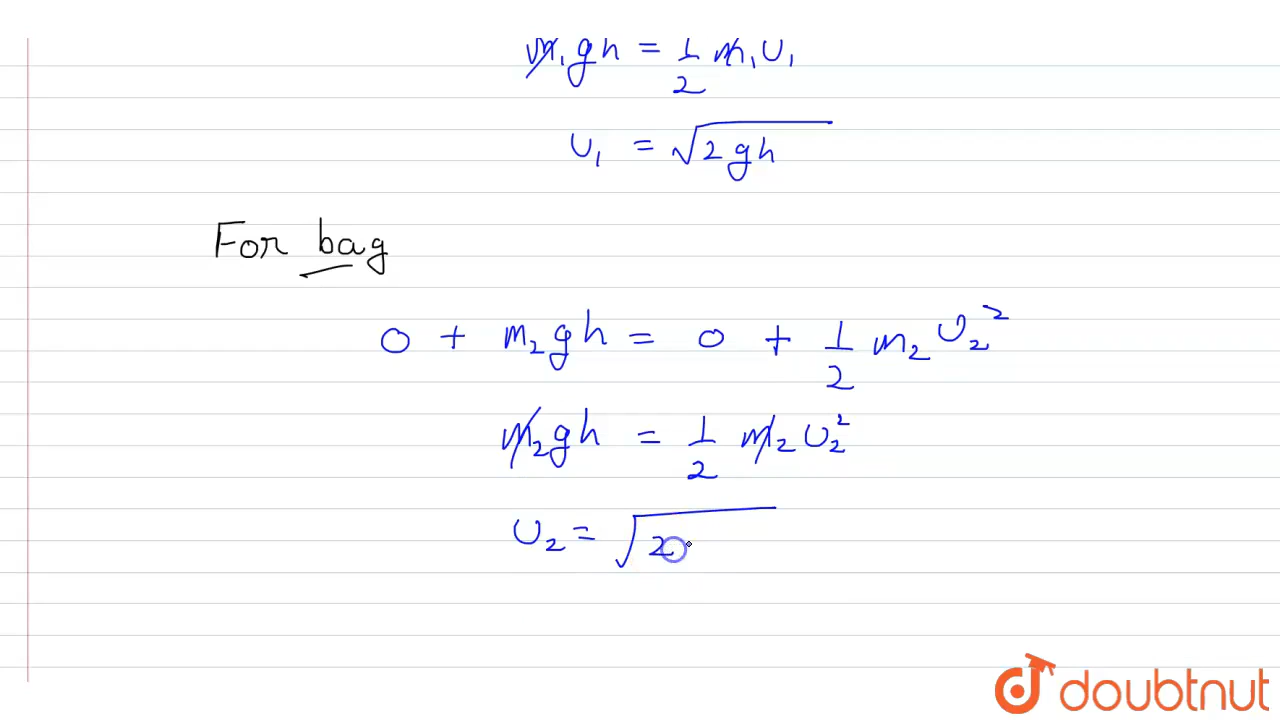 m₁gh = 1/2 m₁υ₁
υ₁ = √2gh
For bag
0 + m₂gh = 0 + 1/2 m₂υ₂²
m₂gh = 1/2 m₂υ₂²
υ₂ = √2
doubtnut